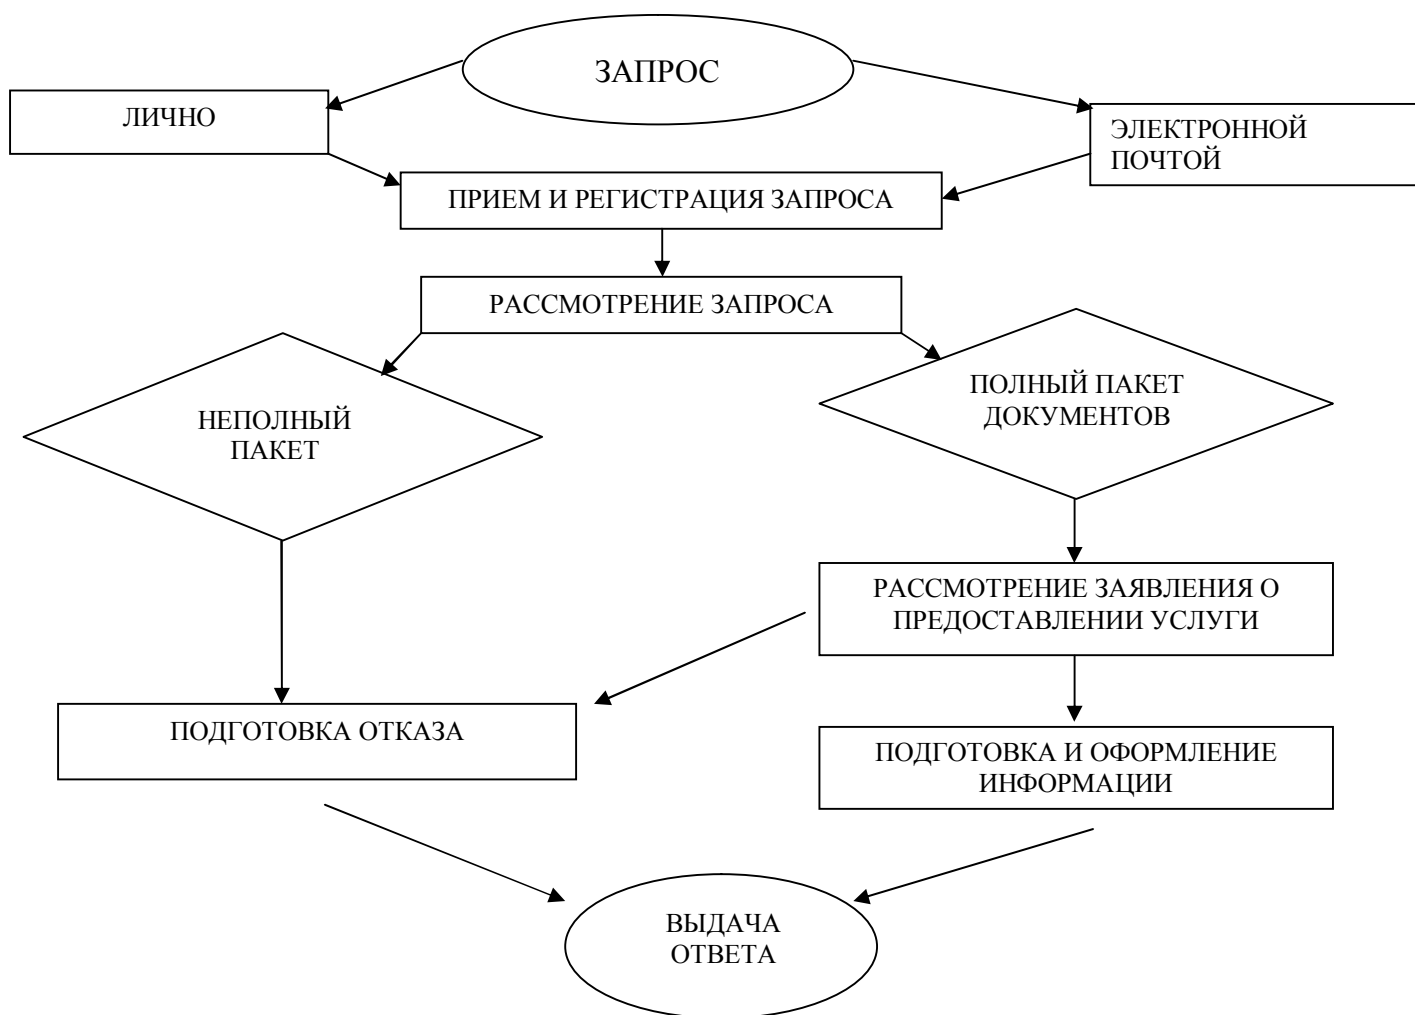 ЗАПРОС
ЛИЧНО
ЭЛЕКТРОННОЙ
ПОЧТОЙ
ПРИЕМ И РЕГИСТРАЦИЯ ЗАПРОСА
РАССМОТРЕНИЕ ЗАПРОСА
НЕПОЛНЫЙ
ПАКЕТ
ПОЛНЫЙ ПАКЕТ
ДОКУМЕНТОВ
РАССМОТРЕНИЕ ЗАЯВЛЕНИЯ О
ПРЕДОСТАВЛЕНИИ УСЛУГИ
ПОДГОТОВКА ОТКАЗА
ПОДГОТОВКА И ОФОРМЛЕНИЕ
ИНФОРМАЦИИ
ВЫДАЧА
ОТВЕТА